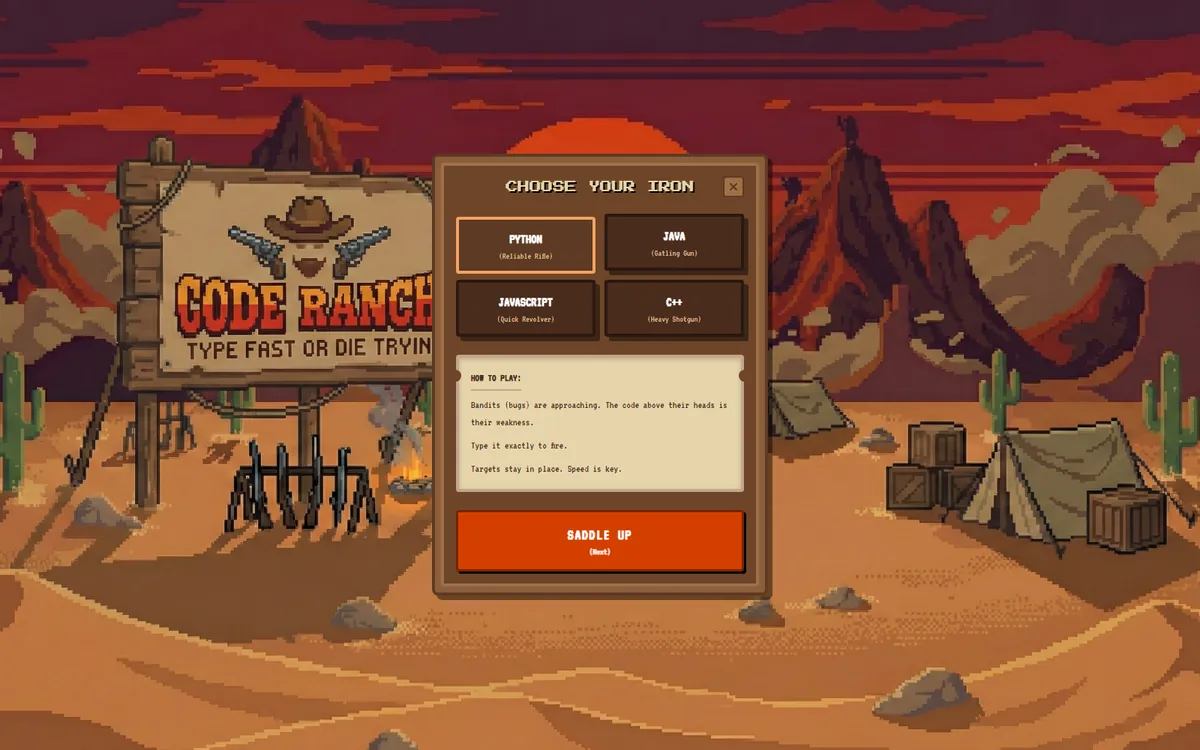 CODE RANCH
TYPE FAST OR DIE TRYIN
CHOOSE YOUR IRON
PYTHON
(Reliable Rifle)
JAVA
(Gatling Gun)
JAVASCRIPT
(Quick Revolver)
C++
(Heavy Shotgun)
HOW TO PLAY:
Bandits (bugs) are approaching. The code above their heads is
their weakness.
Type it exactly to fire.
Targets stay in place. Speed is key.
SADDLE UP
(Next)